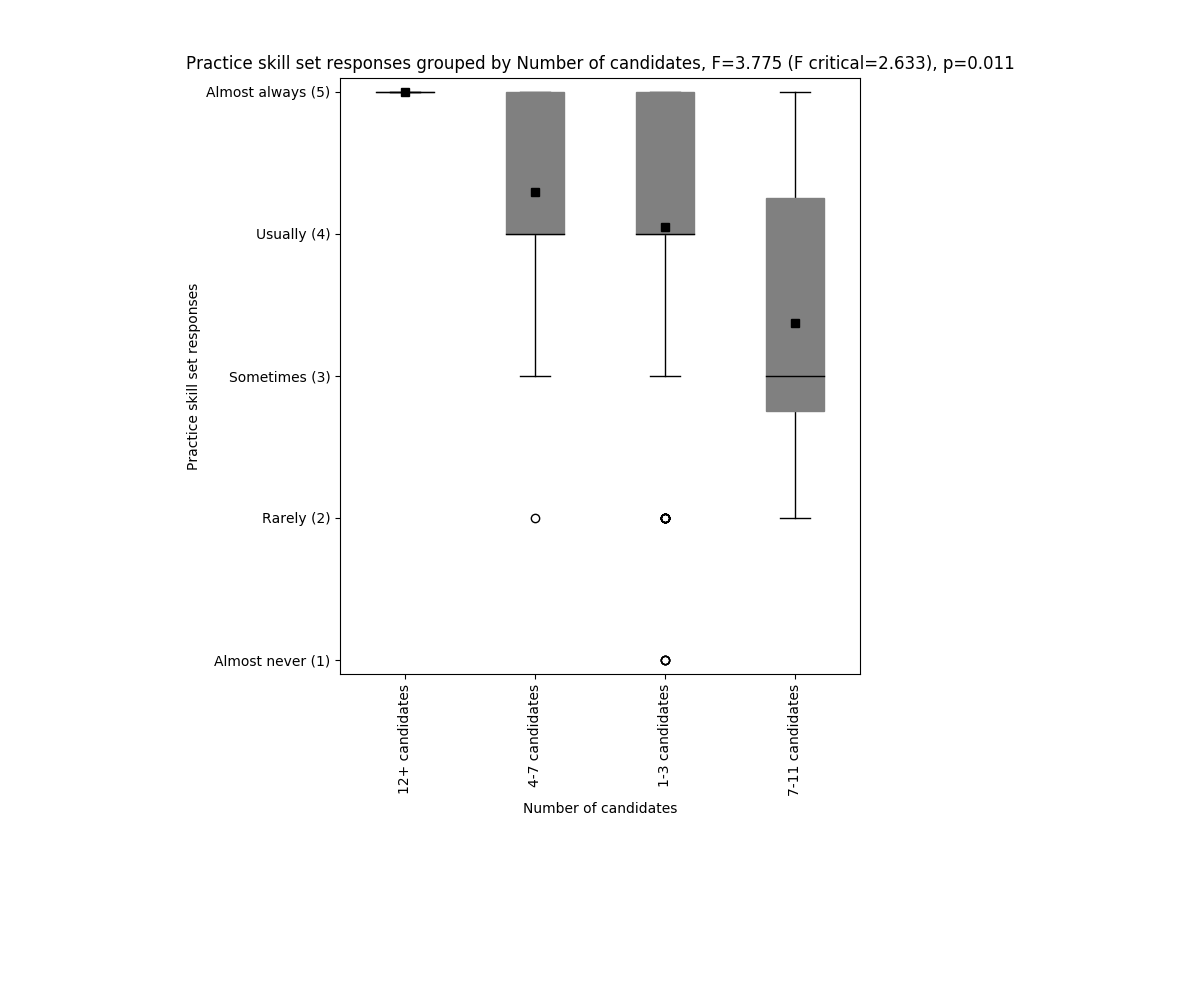 Practice skill set responses grouped by Number of candidates, F=3.775 (F critical=2.633), p=0.011
Almost always (5)
Usually (4)
Sometimes (3)
Rarely (2)
Almost never (1)
Practice skill set responses
12+ candidates
4-7 candidates
1-3 candidates
7-11 candidates
Number of candidates